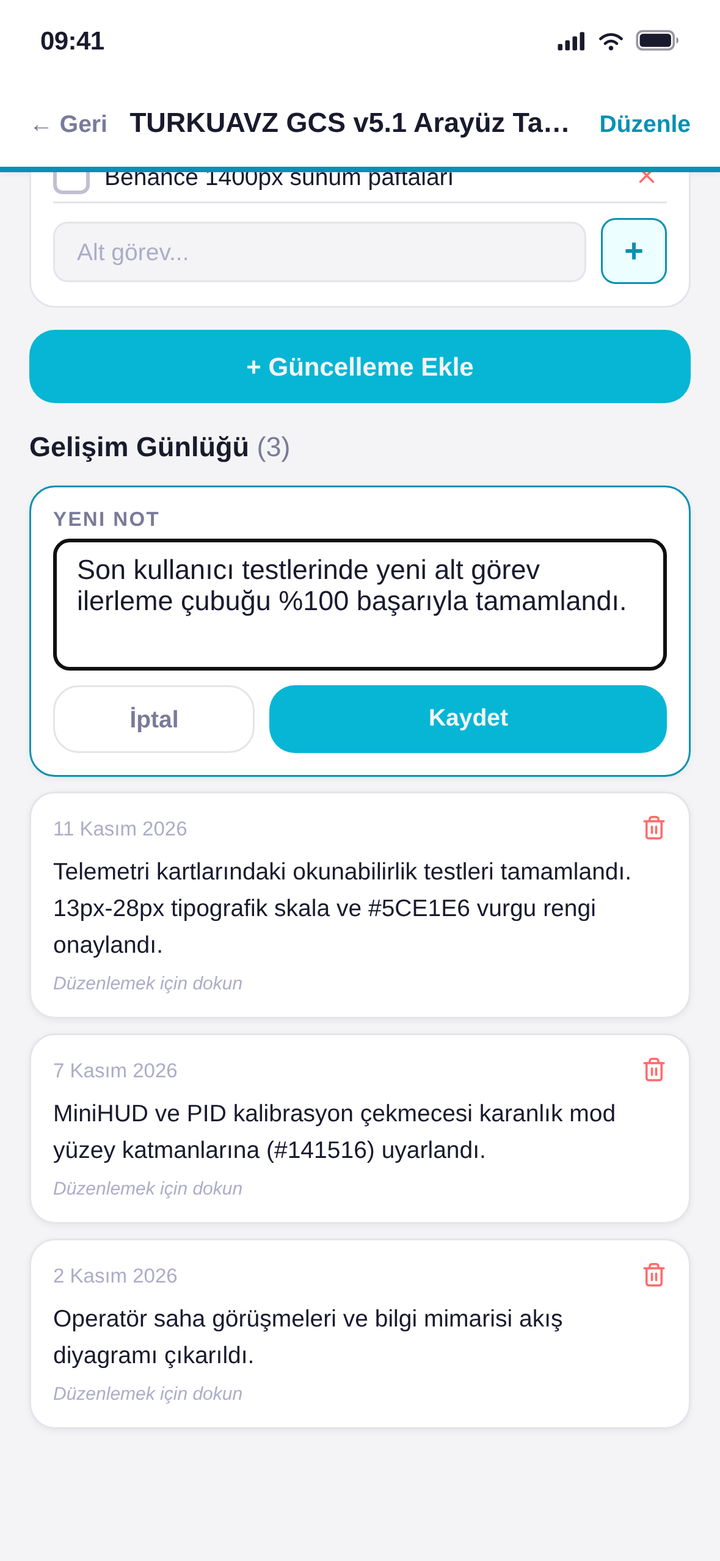 09:41
← Geri TURKUAVZ GCS v5.1 Arayüz Ta... Düzenle
Behance 1400px sunum paftaları ×
Alt görev... +
+ Güncelleme Ekle
Gelişim Günlüğü (3)
YENI NOT
Son kullanıcı testlerinde yeni alt görev
ilerleme çubuğu %100 başarıyla tamamlandı.
İptal Kaydet
11 Kasım 2026
Telemetri kartlarındaki okunabilirlik testleri tamamlandı.
13px-28px tipografik skala ve #5CE1E6 vurgu rengi
onaylandı.
Düzenlemek için dokun
7 Kasım 2026
MiniHUD ve PID kalibrasyon çekmecesi karanlık mod
yüzey katmanlarına (#141516) uyarlandı.
Düzenlemek için dokun
2 Kasım 2026
Operatör saha görüşmeleri ve bilgi mimarisi akış
diyagramı çıkarıldı.
Düzenlemek için dokun